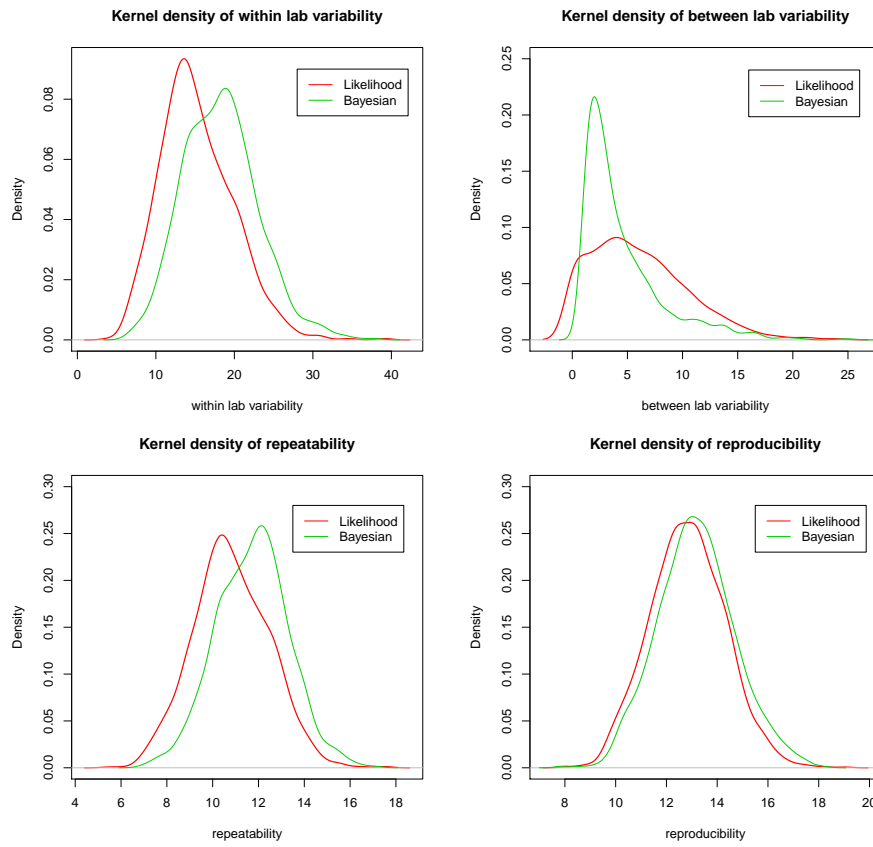 Kernel density of within lab variability
Density
0.00
0.02
0.04
0.06
0.08
0
10
20
30
40
within lab variability
Likelihood
Bayesian
Kernel density of between lab variability
Density
0.00
0.05
0.10
0.15
0.20
0.25
0
5
10
15
20
25
between lab variability
Likelihood
Bayesian
Kernel density of repeatability
Density
0.00
0.05
0.10
0.15
0.20
0.25
0.30
4
6
8
10
12
14
16
18
repeatability
Likelihood
Bayesian
Kernel density of reproducibility
Density
0.00
0.05
0.10
0.15
0.20
0.25
0.30
8
10
12
14
16
18
20
reproducibility
Likelihood
Bayesian